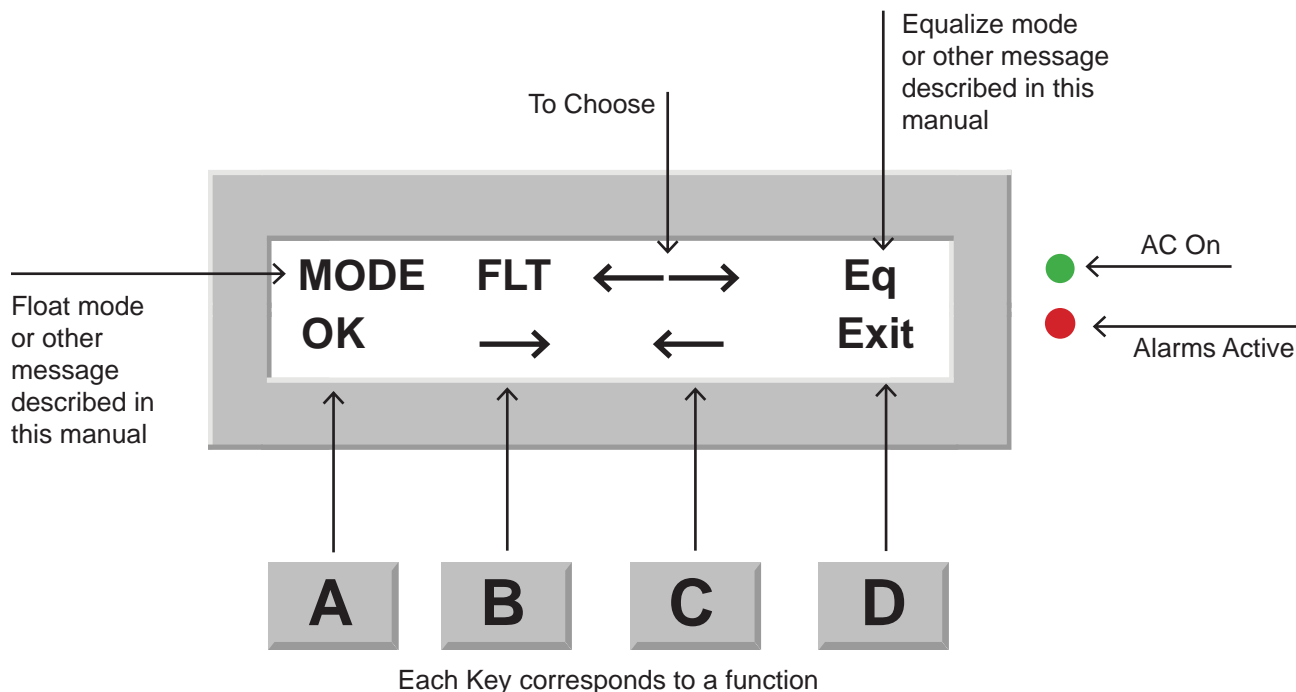 Equalize mode
or other message
described in this
manual
To Choose
MODE FLT ←→ Eq
OK → ← Exit
AC On
Alarms Active
Float mode
or other
message
described in
this manual
A B C D
Each Key corresponds to a function